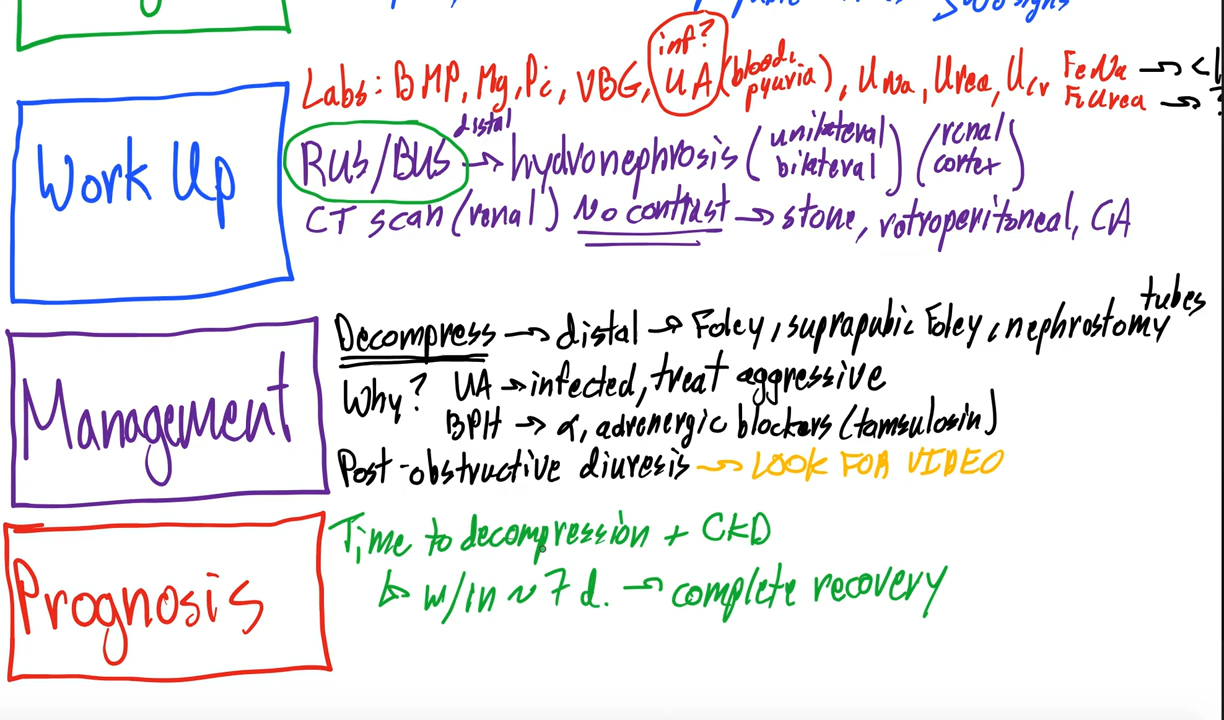 inf?
Labs: BMP, Mg, Pi, VBG, UA (blood: pyuria), UNa, Urea, UCr FeNa → <1
FeUrea → ?
Work Up
RUS/BUS distal → hydronephrosis (unilateral bilateral) (renal cortex)
CT scan (renal) No contrast → stone, rotroperitoneal, CA
Management
Decompress → distal → Foley, suprapubic Foley, nephrostomy tubes
Why? UA → infected, treat aggressive
BPH → α, adrenergic blockers (tamsulosin)
Post-obstructive diuresis → LOOK FOR VIDEO
Prognosis
Time to decompression + CKD
↳ w/in ~ 7 d. → complete recovery